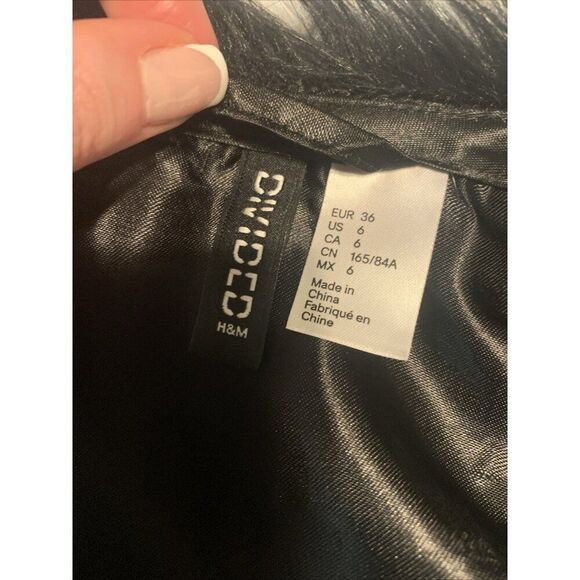 DIVIDED
H&M
EUR 36
US 6
CA 6
CN 165/84A
MX 6
Made in
China
Fabriqué en
Chine